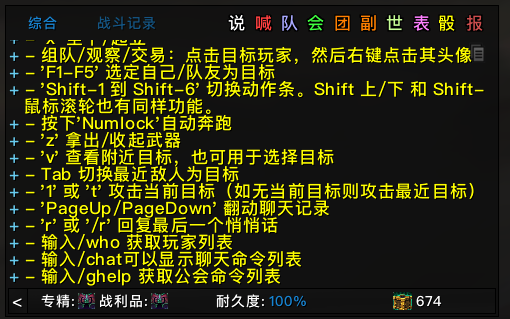 综合 战斗记录 说 喊 队 会 团 副 世 表 骰 报
+ - 组队/观察/交易：点击目标玩家，然后右键点击其头像
+ - 'F1-F5' 选定自己/队友为目标
+ - 'Shift-1 到 Shift-6' 切换动作条。Shift 上/下 和 Shift-
鼠标滚轮也有同样功能。
+ - 按下'Numlock'自动奔跑
+ - 'z' 拿出/收起武器
+ - 'v' 查看附近目标，也可用于选择目标
+ - Tab 切换最近敌人为目标
+ - '1' 或 't' 攻击当前目标（如无当前目标则攻击最近目标）
+ - 'PageUp/PageDown' 翻动聊天记录
+ - 'r' 或 '/r' 回复最后一个悄悄话
+ - 输入/who 获取玩家列表
+ - 输入/chat可以显示聊天命令列表
+ - 输入/ghelp 获取公会命令列表
< 专精: 战利品: 耐久度: 100% 674